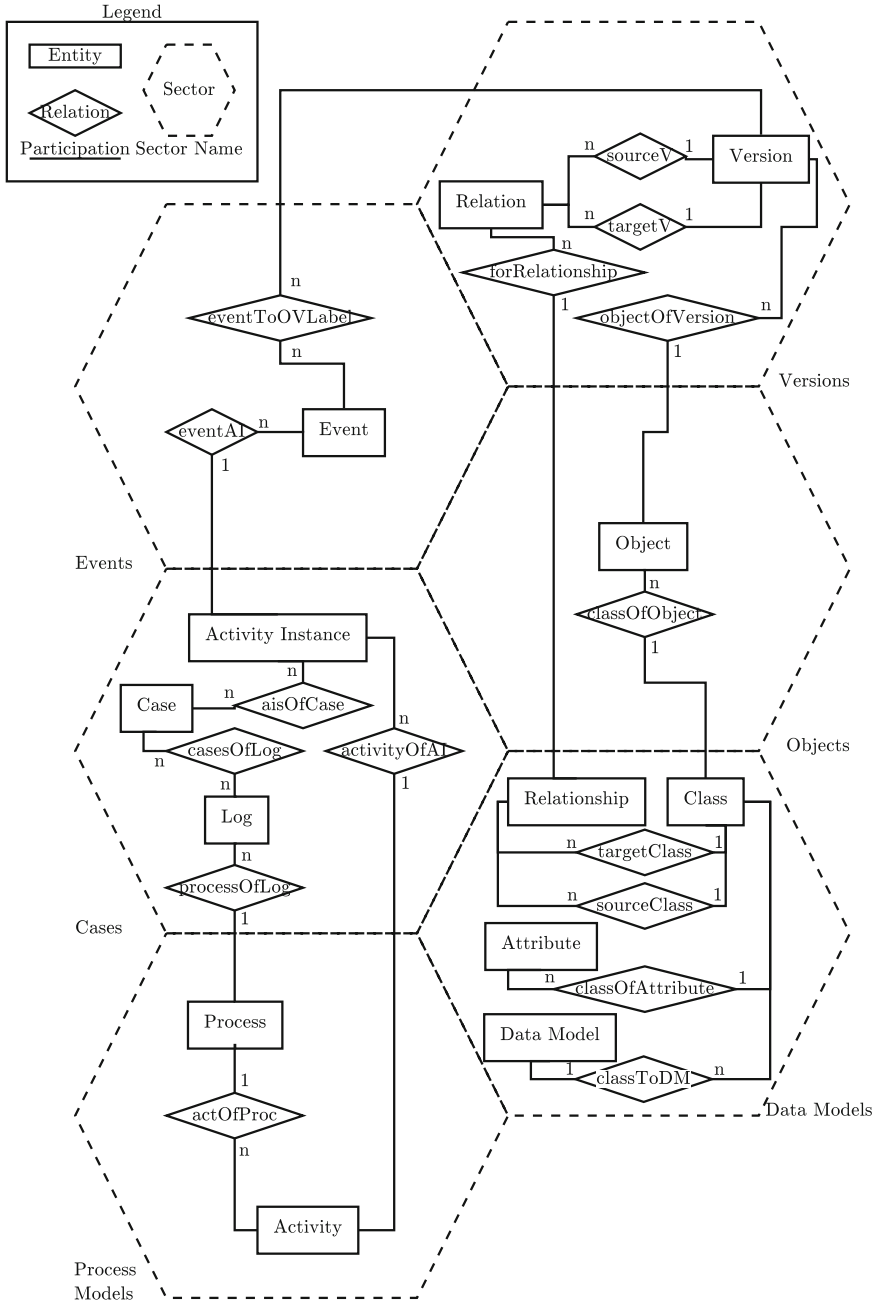 Legend
Entity
Sector
Relation
Participation Sector Name
n sourceV 1 Version
Relation
n targetV 1
n
forRelationship
1
n
eventToOVLabel
n
objectOfVersion n
1
Versions
eventAI n Event
1
Object
n
classOfObject
1
Events
Activity Instance
n
Case n aisOfCase
n
casesOfLog
n
n
activityOfAI
1
Objects
Log
n
processOfLog
1
Relationship Class
n targetClass 1
n sourceClass 1
Cases
Attribute
n classOfAttribute 1
Process
1
actOfProc
n
Data Model
1 classToDM n
Data Models
Activity
Process
Models